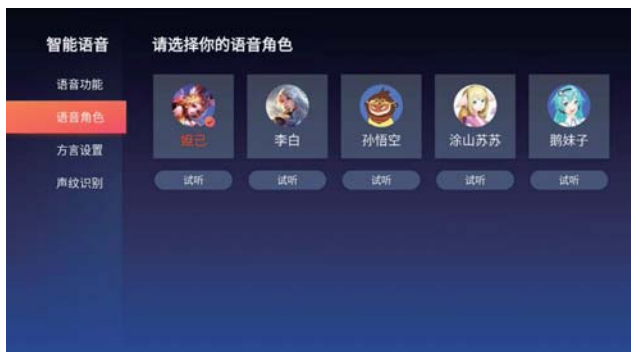 智能语音
语音功能
语音角色
方言设置
声纹识别
请选择你的语音角色
妲己
李白
孙悟空
涂山苏苏
鹅妹子
试听
试听
试听
试听
试听